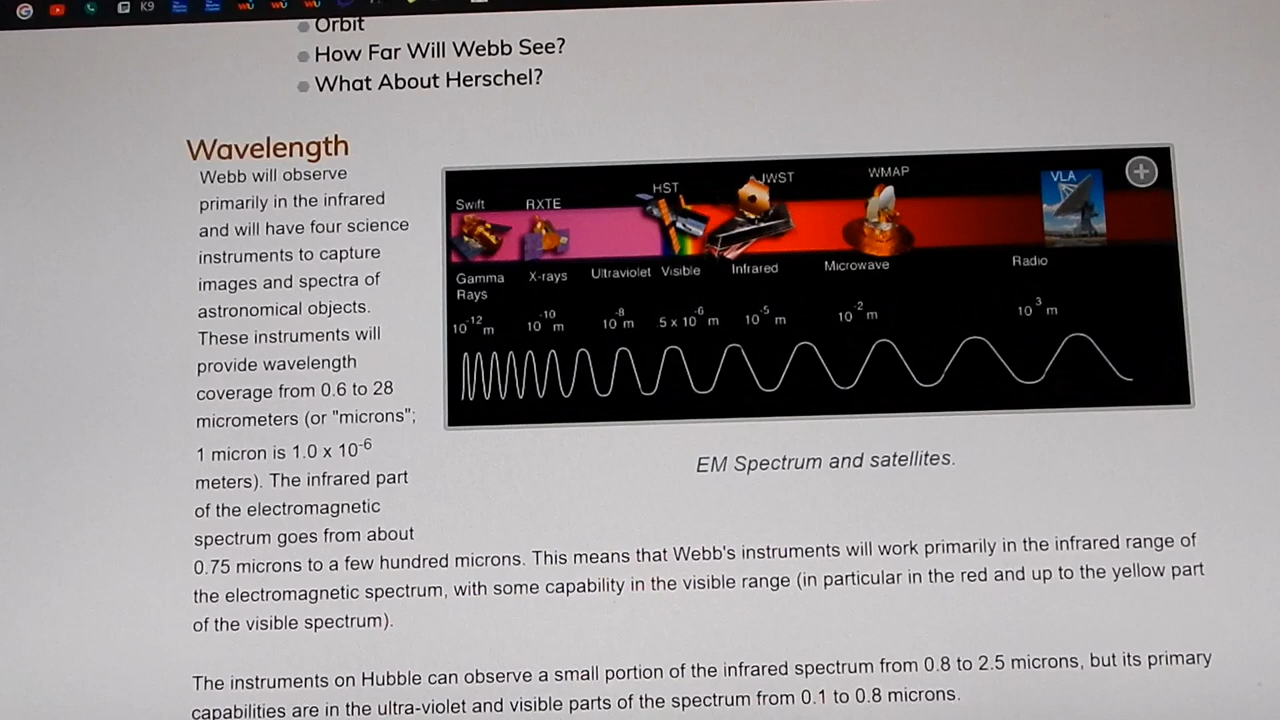 K9
Orbit
How Far Will Webb See?
What About Herschel?
Wavelength
Webb will observe
primarily in the infrared
and will have four science
instruments to capture
images and spectra of
astronomical objects.
These instruments will
provide wavelength
coverage from 0.6 to 28
micrometers (or "microns";
1 micron is 1.0 x 10⁻⁶
meters). The infrared part
of the electromagnetic
spectrum goes from about
0.75 microns to a few hundred microns. This means that Webb's instruments will work primarily in the infrared range of
the electromagnetic spectrum, with some capability in the visible range (in particular in the red and up to the yellow part
of the visible spectrum).
Swift RXTE HST JWST WMAP VLA
Gamma Rays X-rays Ultraviolet Visible Infrared Microwave Radio
10⁻¹² m 10⁻¹⁰ m 10⁻⁸ m .5 x 10⁻⁶ m 10⁻⁵ m 10⁻² m 10³ m
EM Spectrum and satellites.
The instruments on Hubble can observe a small portion of the infrared spectrum from 0.8 to 2.5 microns, but its primary
capabilities are in the ultra-violet and visible parts of the spectrum from 0.1 to 0.8 microns.